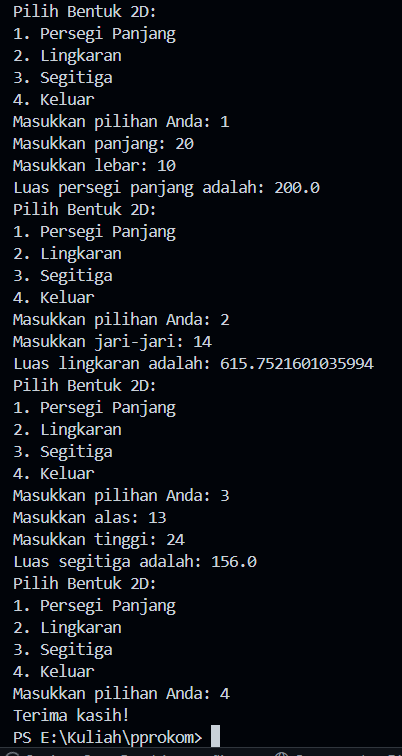 Pilih Bentuk 2D:
1. Persegi Panjang
2. Lingkaran
3. Segitiga
4. Keluar
Masukkan pilihan Anda: 1
Masukkan panjang: 20
Masukkan lebar: 10
Luas persegi panjang adalah: 200.0
Pilih Bentuk 2D:
1. Persegi Panjang
2. Lingkaran
3. Segitiga
4. Keluar
Masukkan pilihan Anda: 2
Masukkan jari-jari: 14
Luas lingkaran adalah: 615.7521601035994
Pilih Bentuk 2D:
1. Persegi Panjang
2. Lingkaran
3. Segitiga
4. Keluar
Masukkan pilihan Anda: 3
Masukkan alas: 13
Masukkan tinggi: 24
Luas segitiga adalah: 156.0
Pilih Bentuk 2D:
1. Persegi Panjang
2. Lingkaran
3. Segitiga
4. Keluar
Masukkan pilihan Anda: 4
Terima kasih!
PS E:\Kuliah\pprokom>